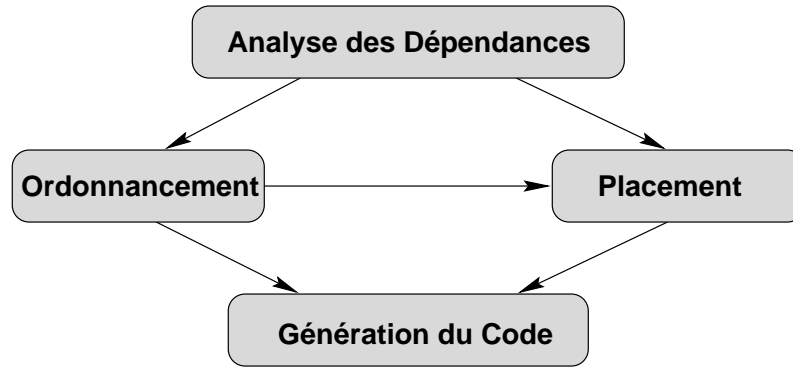 Analyse des Dépendances
Ordonnancement
Placement
Génération du Code